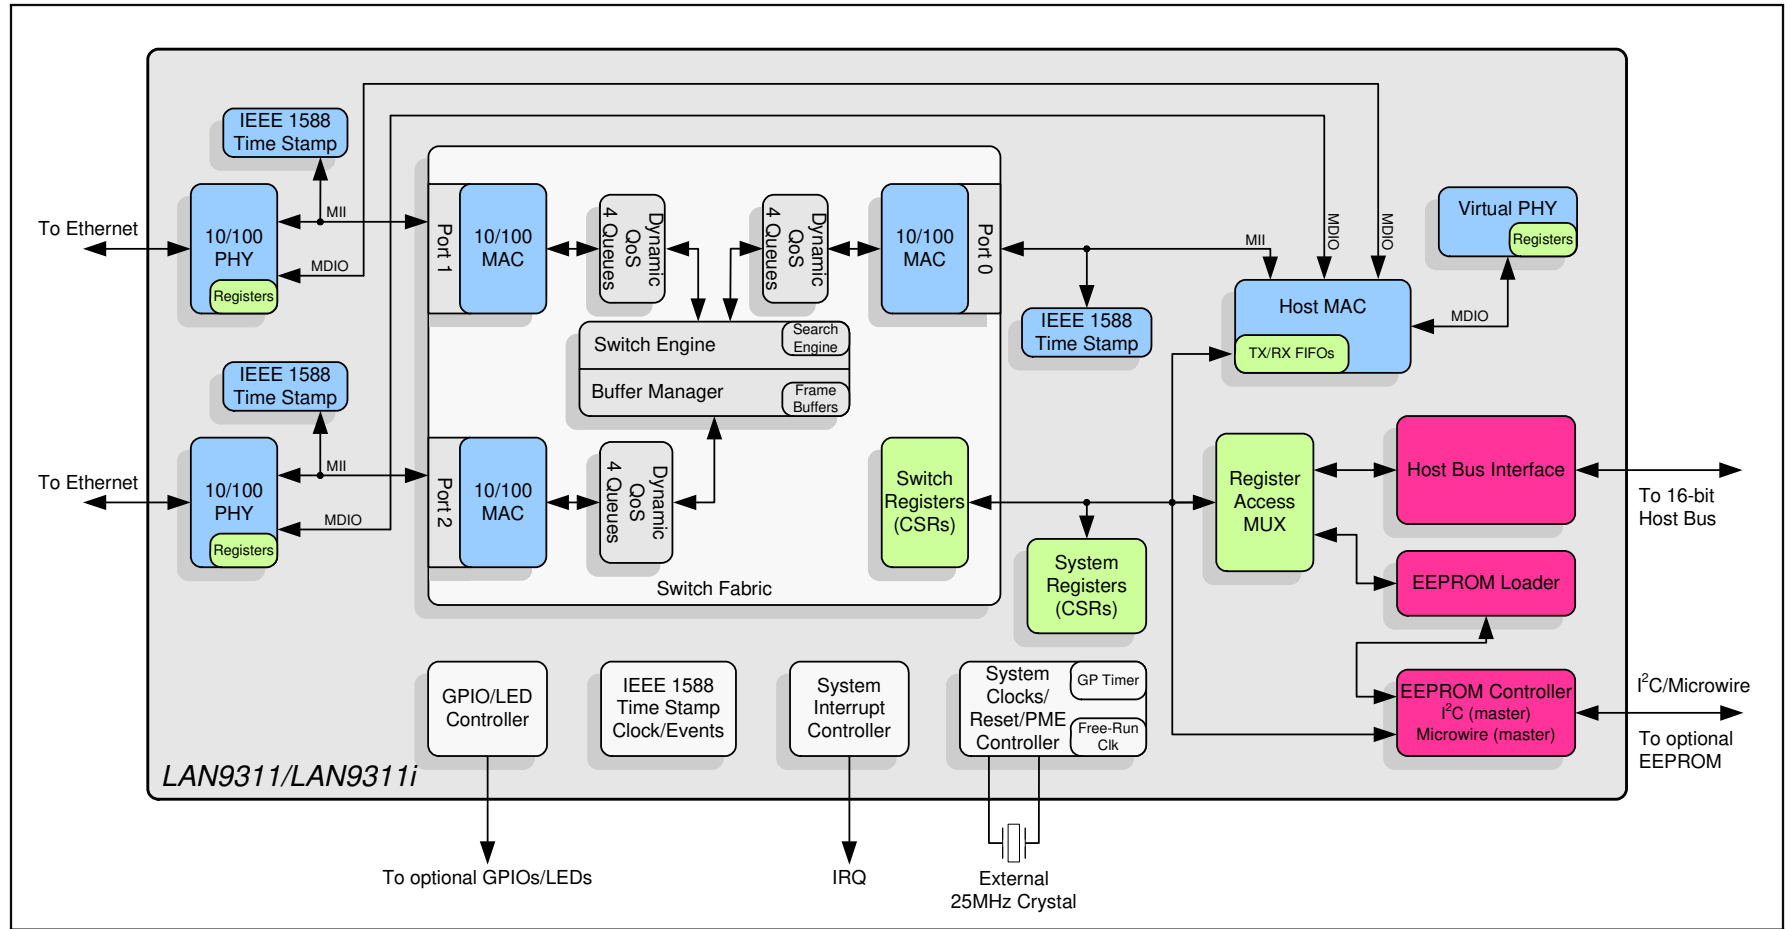 IEEE 1588
Time Stamp
To Ethernet
10/100
PHY
Registers
MII
MDIO
Port 1
10/100
MAC
Dynamic
QoS
4 Queues
Dynamic
QoS
4 Queues
10/100
MAC
Port 0
Switch Engine
Search
Engine
Buffer Manager
Frame
Buffers
MII
MDIO
MDIO
IEEE 1588
Time Stamp
Host MAC
TX/RX FIFOs
MDIO
Virtual PHY
Registers
IEEE 1588
Time Stamp
To Ethernet
10/100
PHY
Registers
MII
MDIO
Port 2
10/100
MAC
Dynamic
QoS
4 Queues
Switch
Registers
(CSRs)
Switch Fabric
System
Registers
(CSRs)
Register
Access
MUX
Host Bus Interface
To 16-bit
Host Bus
EEPROM Loader
EEPROM Controller
I²C (master)
Microwire (master)
I²C/Microwire
To optional
EEPROM
GPIO/LED
Controller
IEEE 1588
Time Stamp
Clock/Events
System
Interrupt
Controller
System
Clocks/
Reset/PME
Controller
GP Timer
Free-Run
Clk
LAN9311/LAN9311i
To optional GPIOs/LEDs
IRQ
External
25MHz Crystal